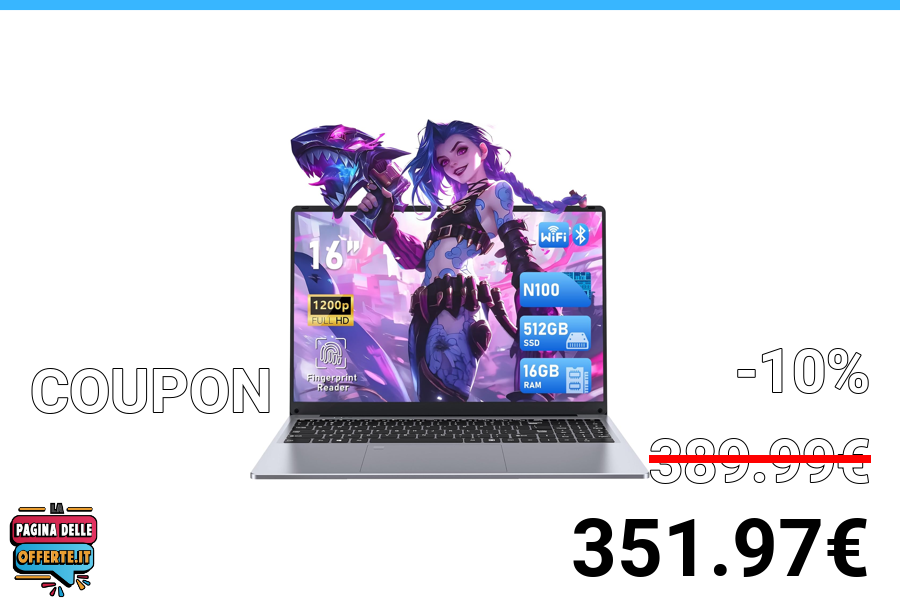 16”
WiFi
N100
1200p
FULL HD
512GB
SSD
Fingerprint
Reader
16GB
RAM
COUPON
-10%
389.99€
351.97€
LA
PAGINA DELLE
OFFERTE.IT